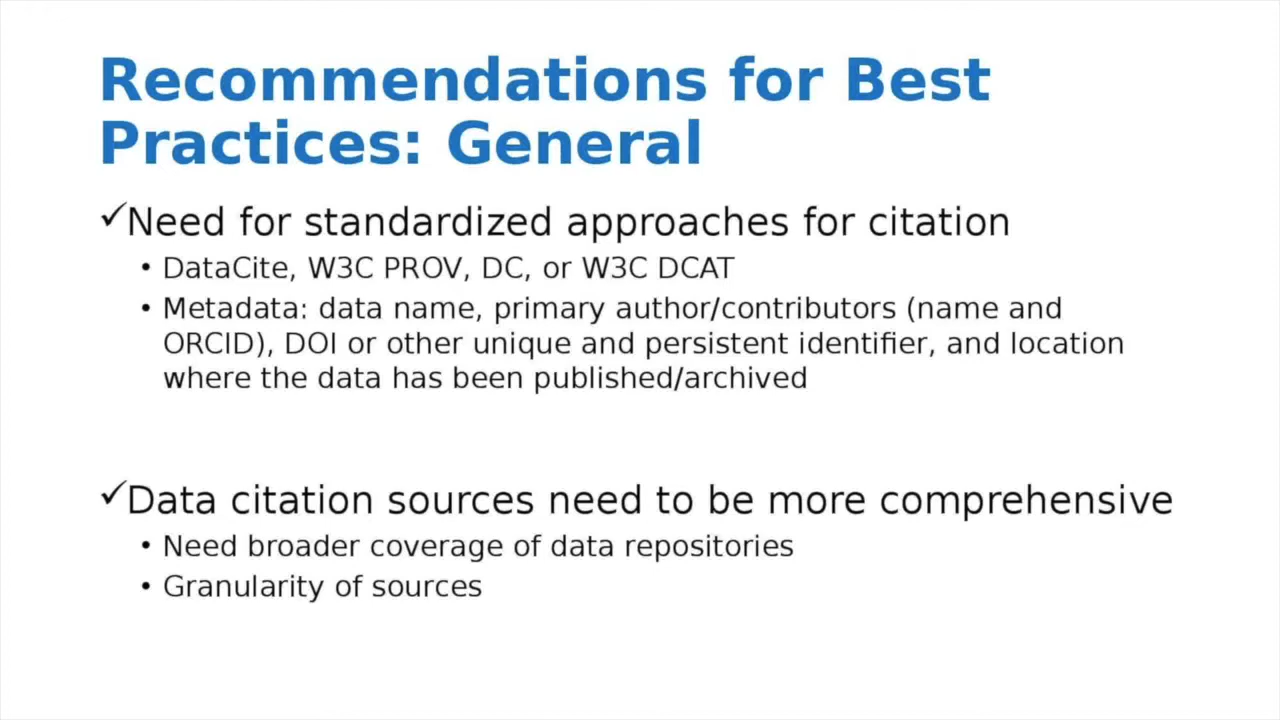 Recommendations for Best
Practices: General
✓Need for standardized approaches for citation
• DataCite, W3C PROV, DC, or W3C DCAT
• Metadata: data name, primary author/contributors (name and
ORCID), DOI or other unique and persistent identifier, and location
where the data has been published/archived
✓Data citation sources need to be more comprehensive
• Need broader coverage of data repositories
• Granularity of sources